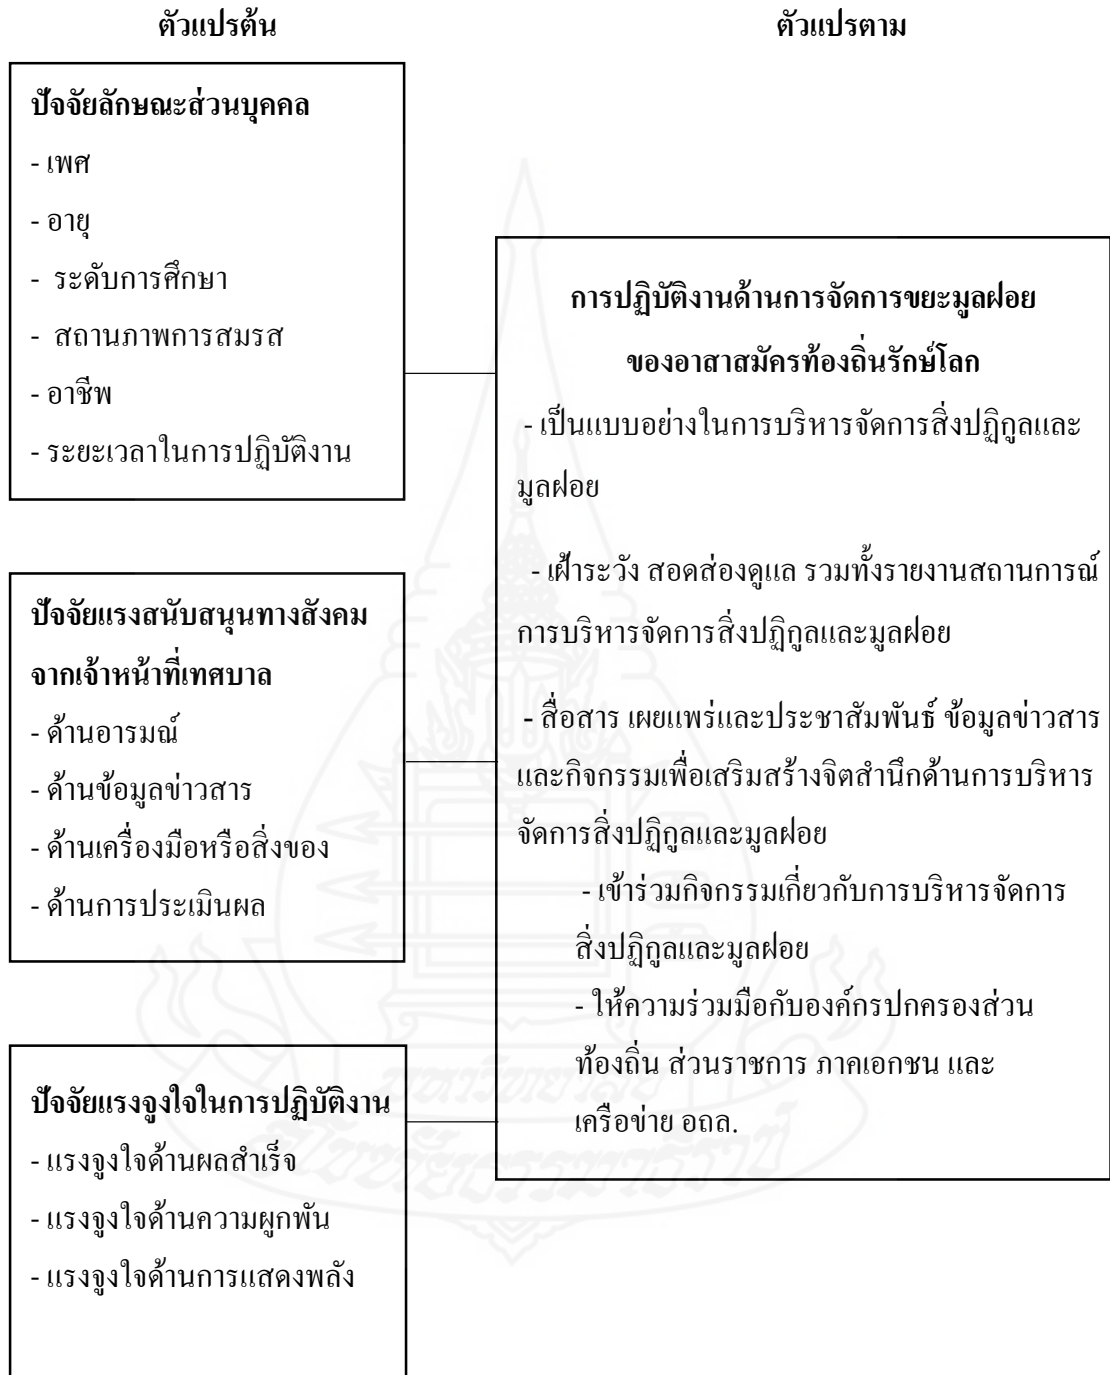 ตัวแปรต้น
ตัวแปรตาม
ปัจจัยลักษณะส่วนบุคคล
- เพศ
- อายุ
- ระดับการศึกษา
- สถานภาพการสมรส
- อาชีพ
- ระยะเวลาในการปฏิบัติงาน
ปัจจัยแรงสนับสนุนทางสังคม
จากเจ้าหน้าที่เทศบาล
- ด้านอารมณ์
- ด้านข้อมูลข่าวสาร
- ด้านเครื่องมือหรือสิ่งของ
- ด้านการประเมินผล
ปัจจัยแรงจูงใจในการปฏิบัติงาน
- แรงจูงใจด้านผลสำเร็จ
- แรงจูงใจด้านความผูกพัน
- แรงจูงใจด้านการแสดงพลัง
การปฏิบัติงานด้านการจัดการขยะมูลฝอย
ของอาสาสมัครท้องถิ่นรักษ์โลก
- เป็นแบบอย่างในการบริหารจัดการสิ่งปฏิกูลและ
มูลฝอย
- เฝ้าระวัง สอดส่องดูแล รวมทั้งรายงานสถานการณ์
การบริหารจัดการสิ่งปฏิกูลและมูลฝอย
- สื่อสาร เผยแพร่และประชาสัมพันธ์ ข้อมูลข่าวสาร
และกิจกรรมเพื่อเสริมสร้างจิตสำนึกด้านการบริหาร
จัดการสิ่งปฏิกูลและมูลฝอย
- เข้าร่วมกิจกรรมเกี่ยวกับการบริหารจัดการ
สิ่งปฏิกูลและมูลฝอย
- ให้ความร่วมมือกับองค์กรปกครองส่วน
ท้องถิ่น ส่วนราชการ ภาคเอกชน และ
เครือข่าย อถล.
มหาวิทยาลัย
สุโขทัยธรรมาธิราช